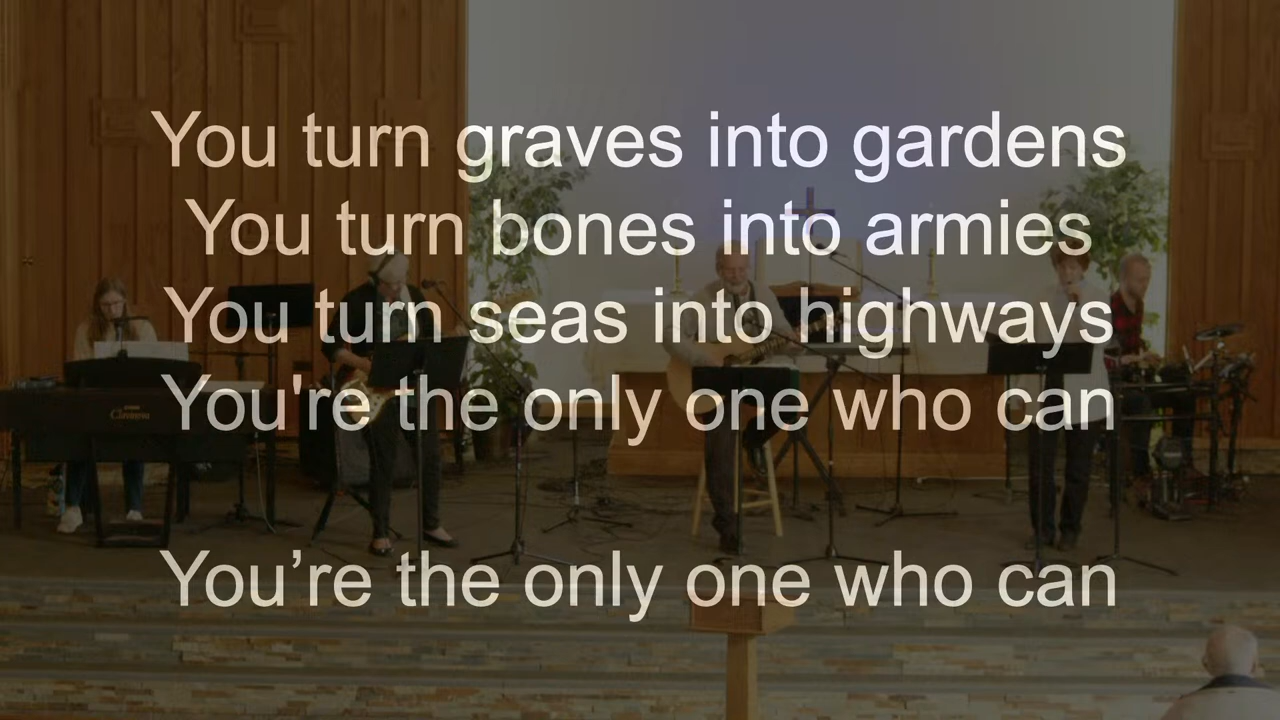 You turn graves into gardens
You turn bones into armies
You turn seas into highways
You're the only one who can
You’re the only one who can
Clavinova